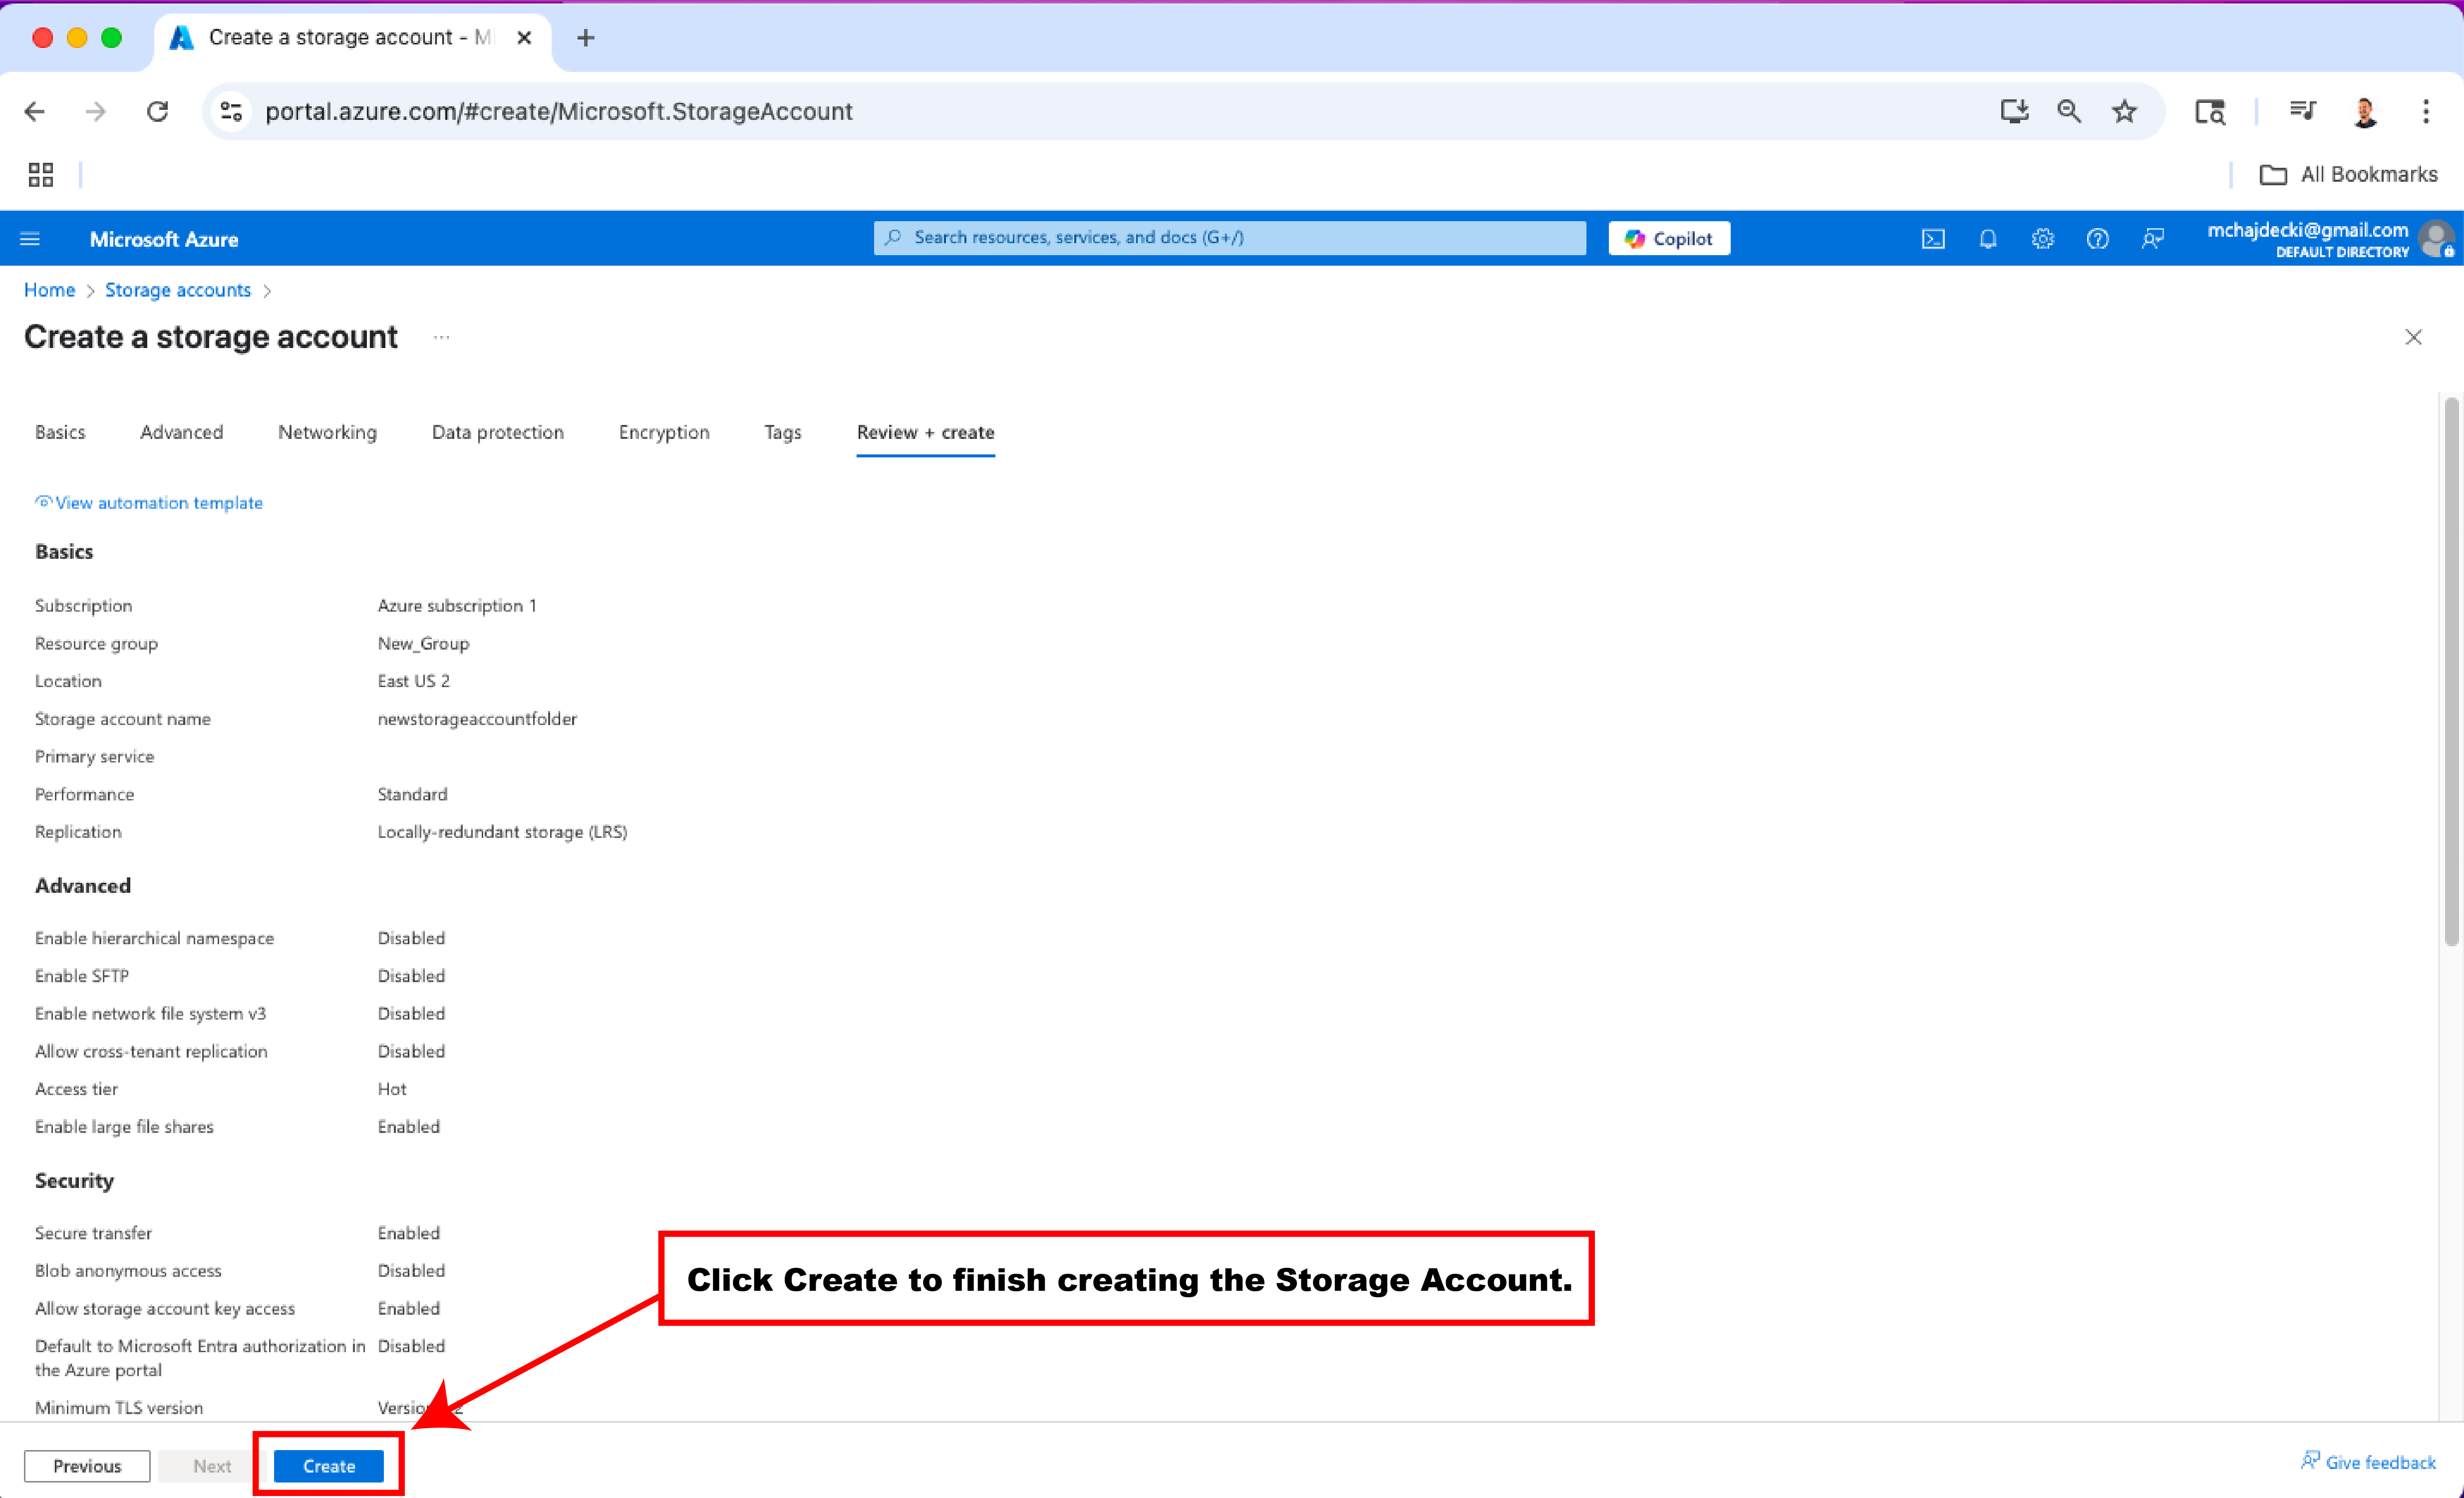 Create a storage account - M
portal.azure.com/#create/Microsoft.StorageAccount
All Bookmarks
Microsoft Azure
Search resources, services, and docs (G+/)
Copilot
mchajdecki@gmail.com
DEFAULT DIRECTORY
Home > Storage accounts >
Create a storage account ...
Basics Advanced Networking Data protection Encryption Tags Review + create
View automation template
Basics
Subscription Azure subscription 1
Resource group New_Group
Location East US 2
Storage account name newstorageaccountfolder
Primary service
Performance Standard
Replication Locally-redundant storage (LRS)
Advanced
Enable hierarchical namespace Disabled
Enable SFTP Disabled
Enable network file system v3 Disabled
Allow cross-tenant replication Disabled
Access tier Hot
Enable large file shares Enabled
Security
Secure transfer Enabled
Blob anonymous access Disabled
Allow storage account key access Enabled
Default to Microsoft Entra authorization in Disabled
the Azure portal
Minimum TLS version
Click Create to finish creating the Storage Account.
Previous Next Create
Give feedback